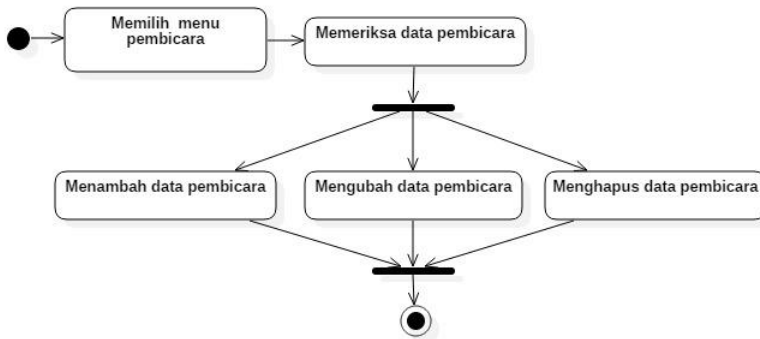 Memilih menu
pembicara
Memeriksa data pembicara
Menambah data pembicara
Mengubah data pembicara
Menghapus data pembicara